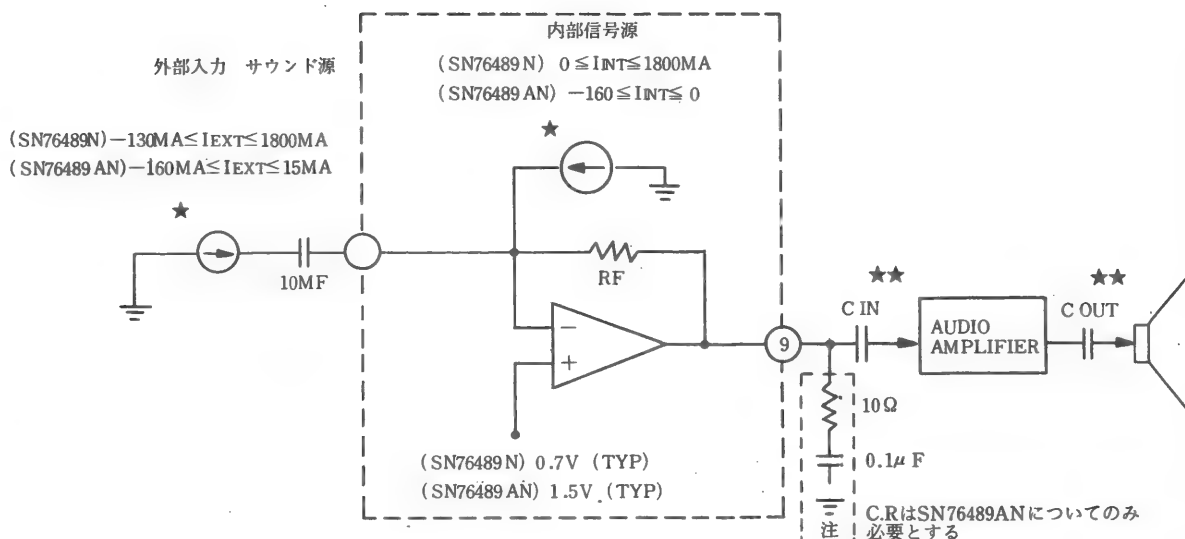 内部信号源
(SN76489N) 0≦IINT≦1800MA
(SN76489AN) −160≦IINT≦0
外部入力 サウンド源
(SN76489N)−130MA≦IEXT≦1800MA
(SN76489AN)−160MA≦IEXT≦15MA
★
★
10MF
RF
−
+
9
★★
C IN
AUDIO
AMPLIFIER
★★
C OUT
10Ω
0.1μF
(SN76489N) 0.7V (TYP)
(SN76489AN) 1.5V (TYP)
注
C.RはSN76489ANについてのみ
必要とする